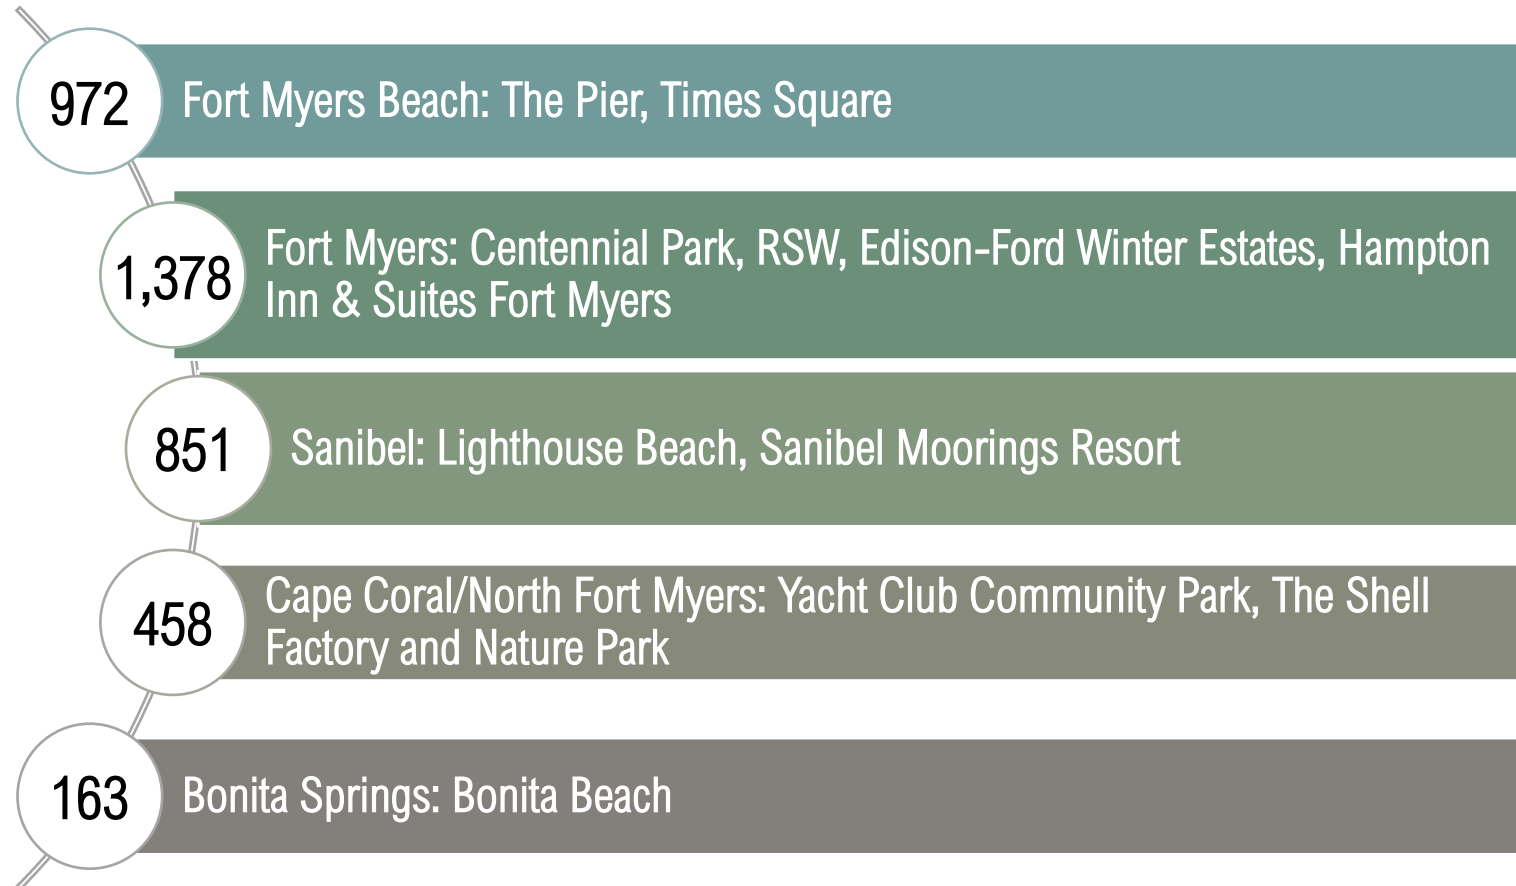 972
Fort Myers Beach: The Pier, Times Square
1,378
Fort Myers: Centennial Park, RSW, Edison-Ford Winter Estates, Hampton
Inn & Suites Fort Myers
851
Sanibel: Lighthouse Beach, Sanibel Moorings Resort
458
Cape Coral/North Fort Myers: Yacht Club Community Park, The Shell
Factory and Nature Park
163
Bonita Springs: Bonita Beach